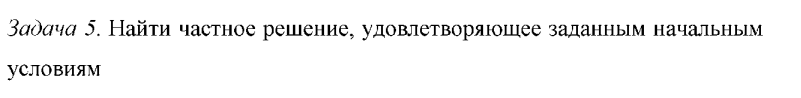 Задача 5. Найти частное решение, удовлетворяющее заданным начальным
условиям